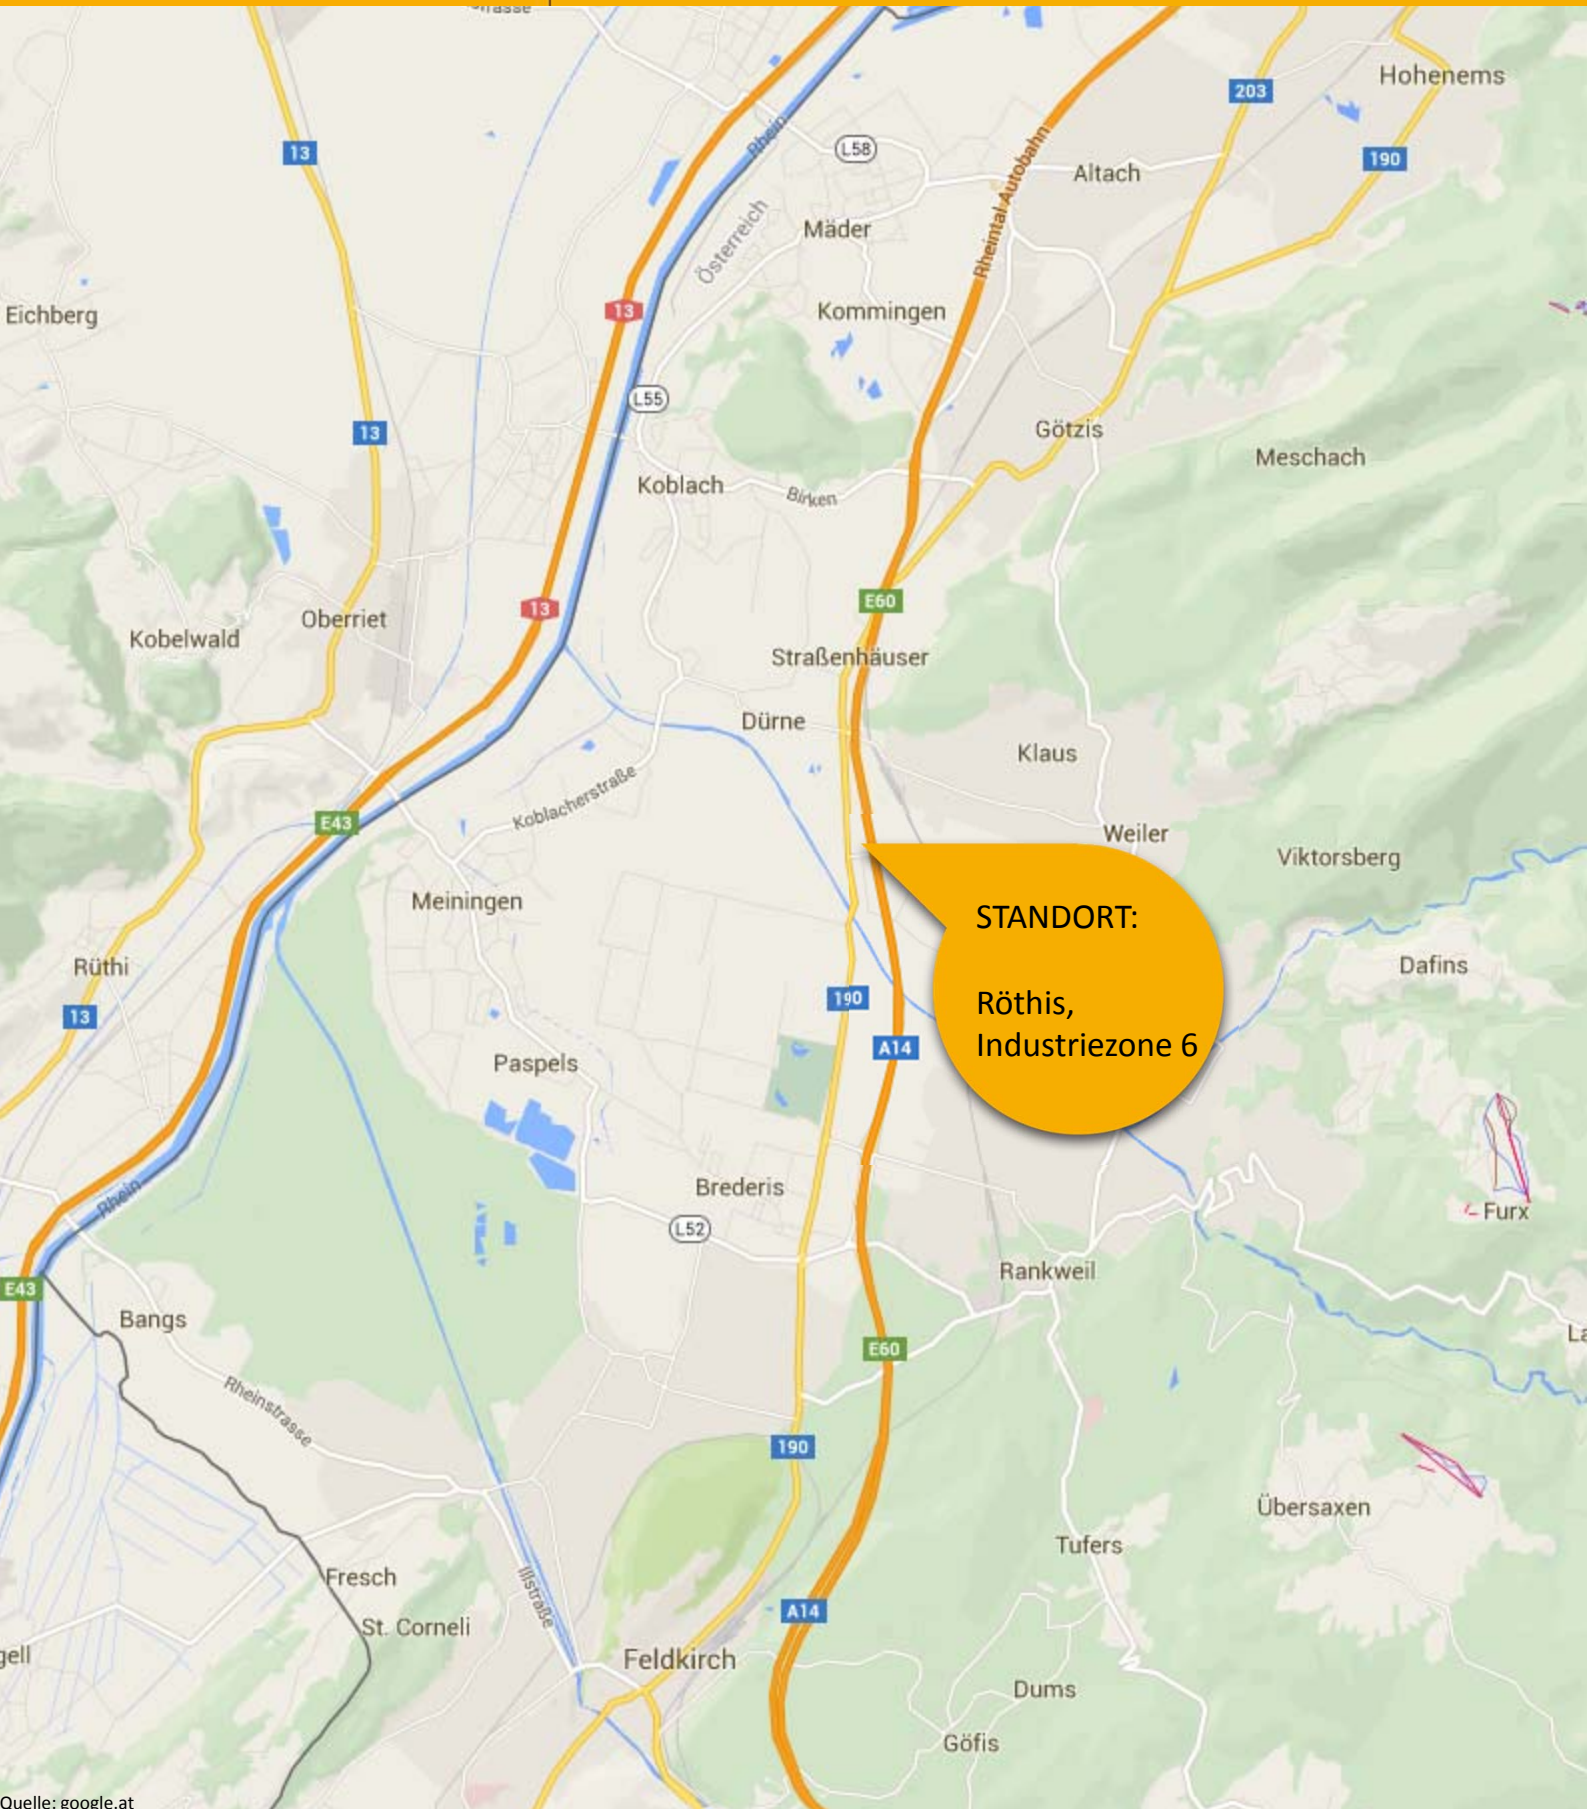 Hohenems
203
13
L58
190
Altach
Rhein
Rheintal Autobahn
Mäder
Österreich
Eichberg
13
Kommingen
L55
13
Götzis
Meschach
Koblach
Birken
E60
13
Oberriet
Kobelwald
Straßenhäuser
Dürne
Klaus
Koblacherstraße
E43
Weiler
Viktorsberg
Meiningen
STANDORT:
Röthis,
Industriezone 6
Rüthi
Dafins
190
13
A14
Paspels
Brederis
Rhein
Furx
L52
Rankweil
E43
Bangs
E60
Rheinstrasse
190
Übersaxen
Tufers
Fresch
Illstraße
A14
St. Corneli
Feldkirch
Dums
Göfis
Quelle: google.at